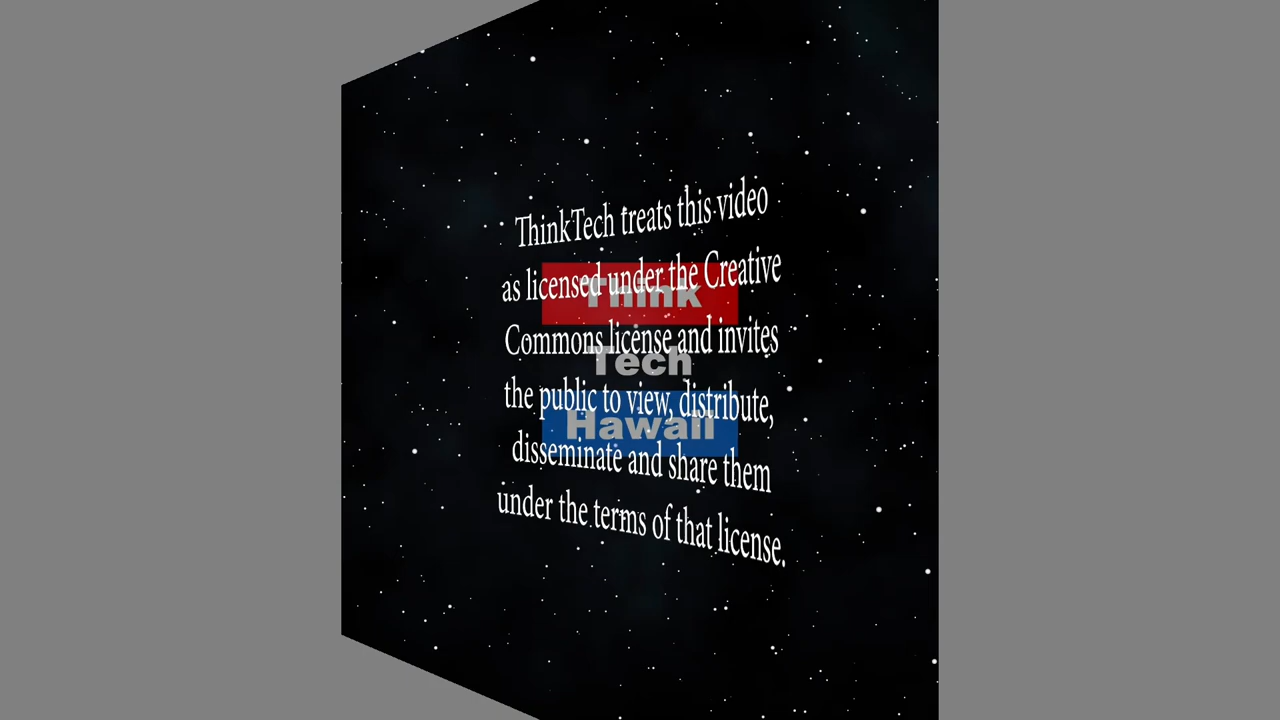 ThinkTech treats this video
as licensed under the Creative
Commons license and invites
the public to view, distribute,
disseminate and share them
under the terms of that license.
Think
Tech
Hawaii